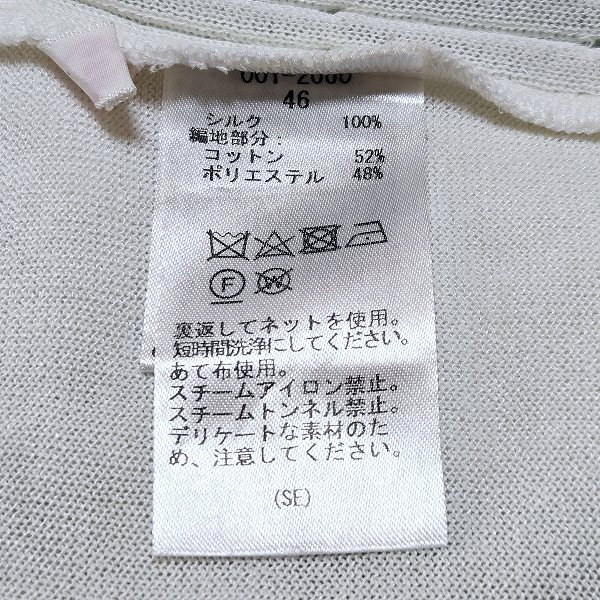 001-2080
46
シルク 100%
編地部分:
コットン 52%
ポリエステル 48%
F W
裏返してネットを使用。
短時間洗浄にしてください。
あて布使用。
スチームアイロン禁止。
スチームトンネル禁止。
デリケートな素材のた
め、注意してください。
(SE)